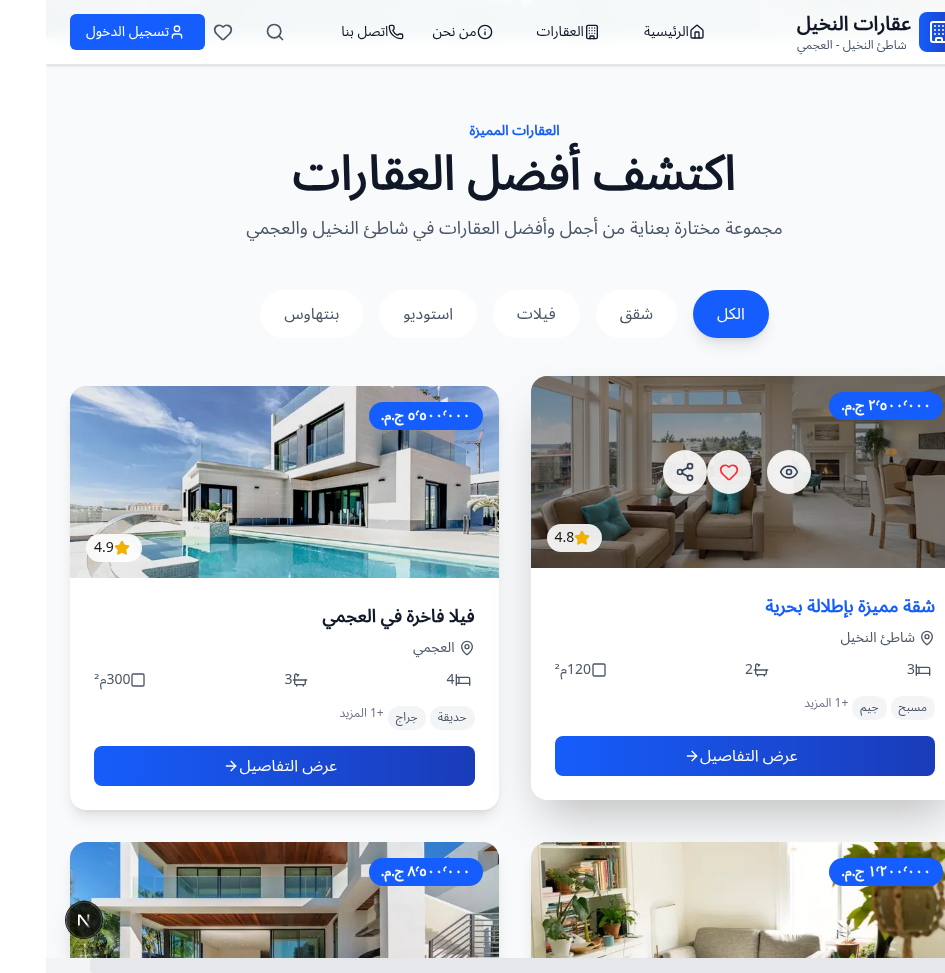 عقارات النخيل
شاطئ النخيل - العجمي
الرئيسية
العقارات
من نحن
اتصل بنا
تسجيل الدخول
العقارات المميزة
اكتشف أفضل العقارات
مجموعة مختارة بعناية من أجمل وأفضل العقارات في شاطئ النخيل والعجمي
الكل
شقق
فيلات
استوديو
بنتهاوس
٢٬٥٠٠٬٠٠٠ ج.م.
4.8
شقة مميزة بإطلالة بحرية
شاطئ النخيل
3
2
120م²
مسبح
جيم
+1 المزيد
عرض التفاصيل
٥٬٥٠٠٬٠٠٠ ج.م.
4.9
فيلا فاخرة في العجمي
العجمي
4
3
300م²
حديقة
جراج
+1 المزيد
عرض التفاصيل
١٬٢٠٠٬٠٠٠ ج.م.
٨٬٥٠٠٬٠٠٠ ج.م.
N